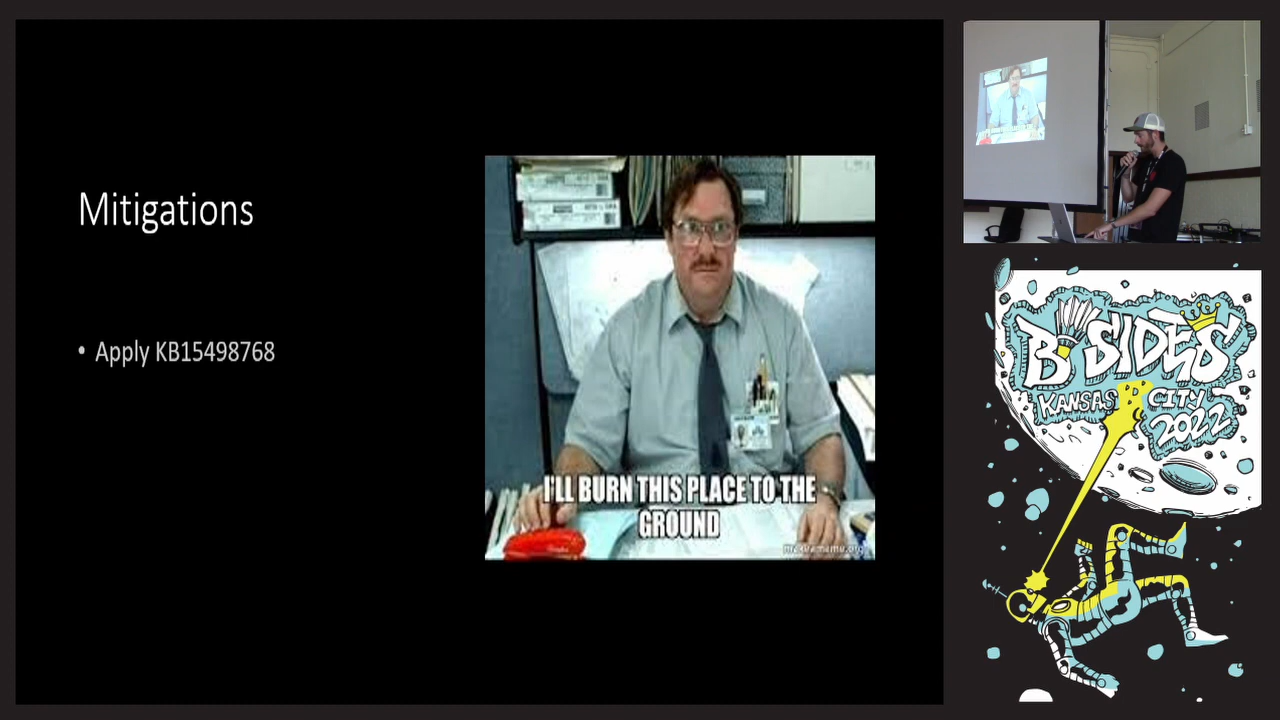 Mitigations
• Apply KB15498768
I'LL BURN THIS PLACE TO THE
GROUND
B SIDES
KANSAS CITY
2022